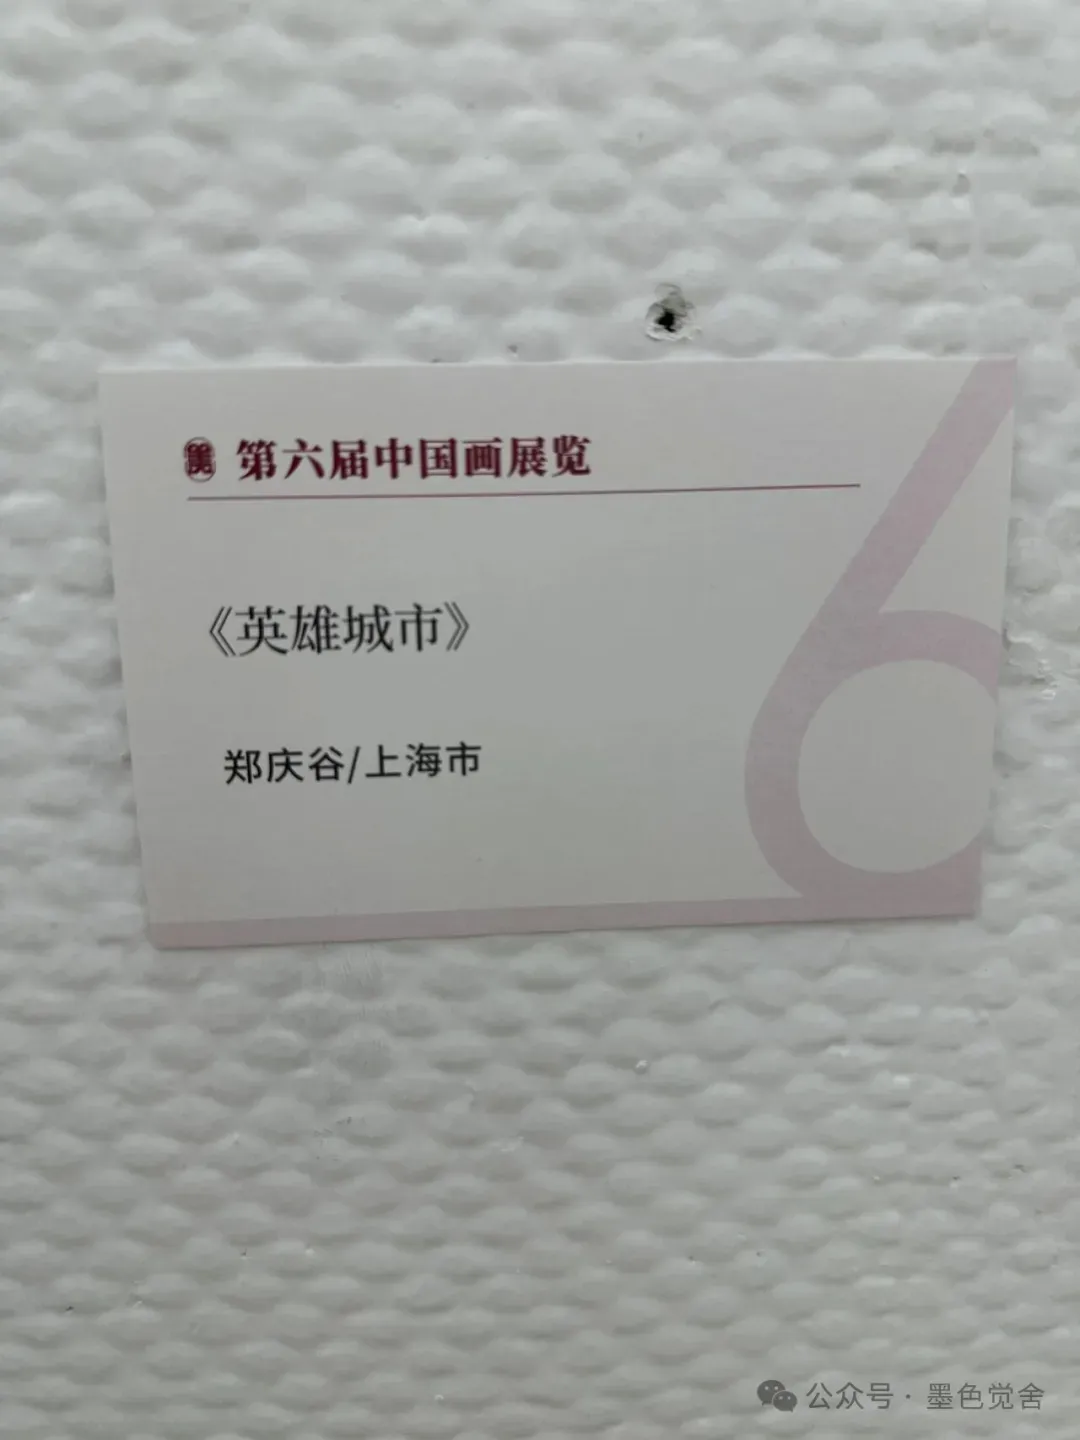 美 第六届中国画展览
《英雄城市》
郑庆谷/上海市
公众号·墨色觉舍